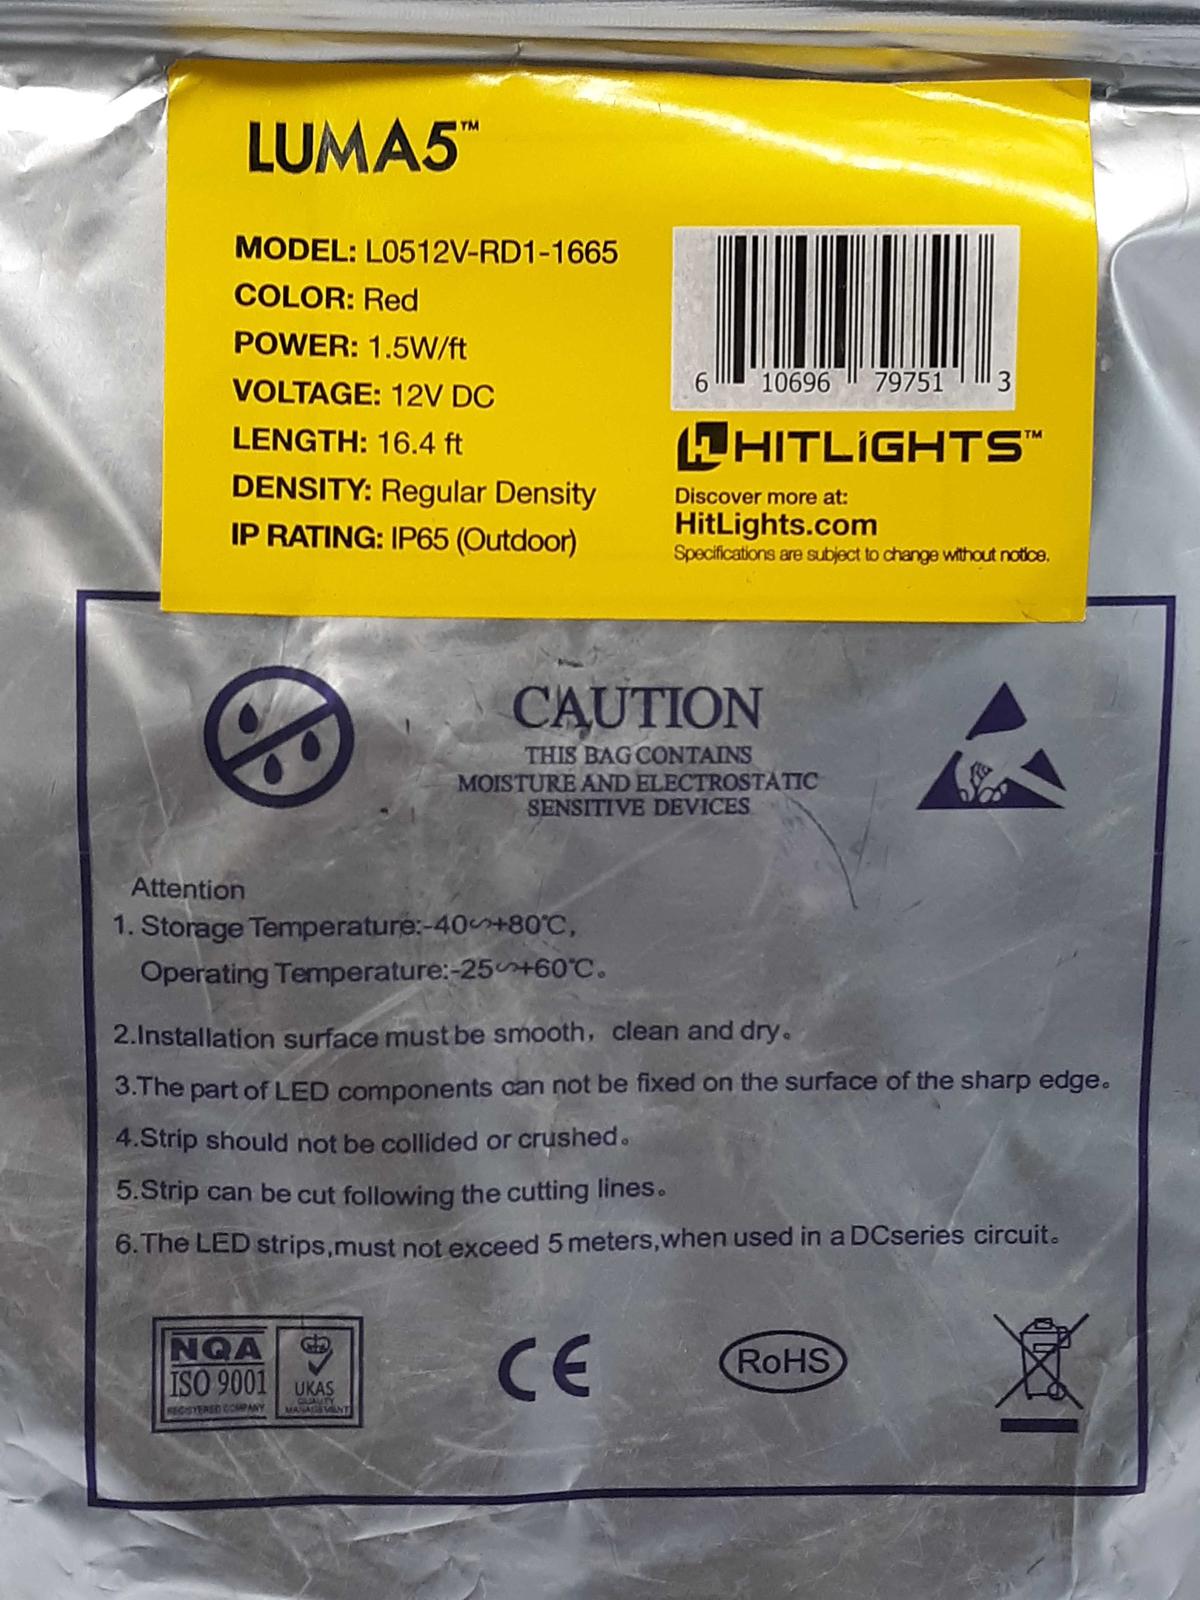 LUMA5™
MODEL: L0512V-RD1-1665
COLOR: Red
POWER: 1.5W/ft
VOLTAGE: 12V DC
LENGTH: 16.4 ft
DENSITY: Regular Density
IP RATING: IP65 (Outdoor)
6 10696 79751 3
HITLiGHTS™
Discover more at:
HitLights.com
Specifications are subject to change without notice.
CAUTION
THIS BAG CONTAINS
MOISTURE AND ELECTROSTATIC
SENSITIVE DEVICES
Attention
1. Storage Temperature:-40∽+80℃,
Operating Temperature:-25∽+60℃。
2.Installation surface must be smooth, clean and dry。
3.The part of LED components can not be fixed on the surface of the sharp edge。
4.Strip should not be collided or crushed。
5.Strip can be cut following the cutting lines。
6.The LED strips,must not exceed 5 meters,when used in a DCseries circuit。
NQA
ISO 9001
REGISTERED COMPANY
UKAS
QUALITY
MANAGEMENT
CE
RoHS